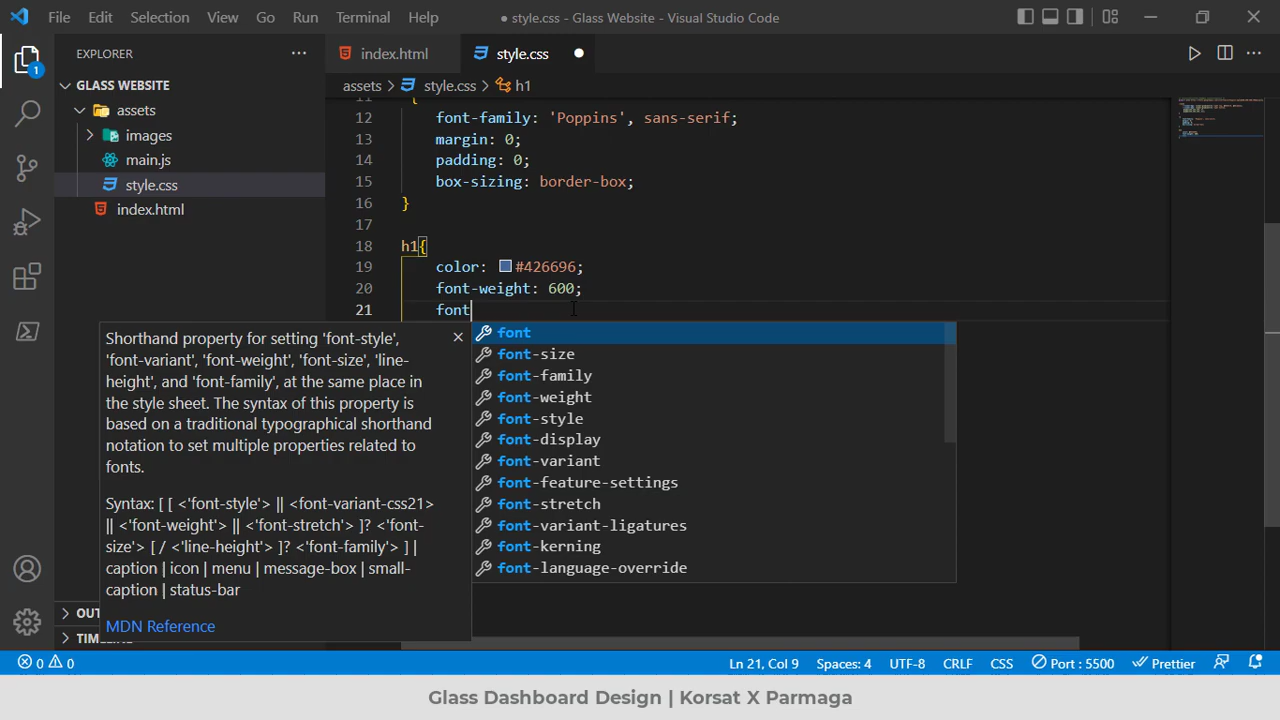 File Edit Selection View Go Run Terminal Help
● style.css - Glass Website - Visual Studio Code
EXPLORER
index.html
style.css
1
GLASS WEBSITE
assets > style.css > h1
assets
images
main.js
style.css
index.html
12 font-family: 'Poppins', sans-serif;
13 margin: 0;
14 padding: 0;
15 box-sizing: border-box;
16 }
17
18 h1{
19 color: #426696;
20 font-weight: 600;
21 font
Shorthand property for setting 'font-style',
'font-variant', 'font-weight', 'font-size', 'line-
height', and 'font-family', at the same place in
the style sheet. The syntax of this property is
based on a traditional typographical shorthand
notation to set multiple properties related to
fonts.
Syntax: [ [ <'font-style'> || <font-variant-css21>
|| <'font-weight'> || <'font-stretch'> ]? <'font-
size'> [ / <'line-height'> ]? <'font-family'> ] |
caption | icon | menu | message-box | small-
caption | status-bar
MDN Reference
font
font-size
font-family
font-weight
font-style
font-display
font-variant
font-feature-settings
font-stretch
font-variant-ligatures
font-kerning
font-language-override
0 0
Ln 21, Col 9 Spaces: 4 UTF-8 CRLF CSS Port : 5500 Prettier
Glass Dashboard Design | Korsat X Parmaga